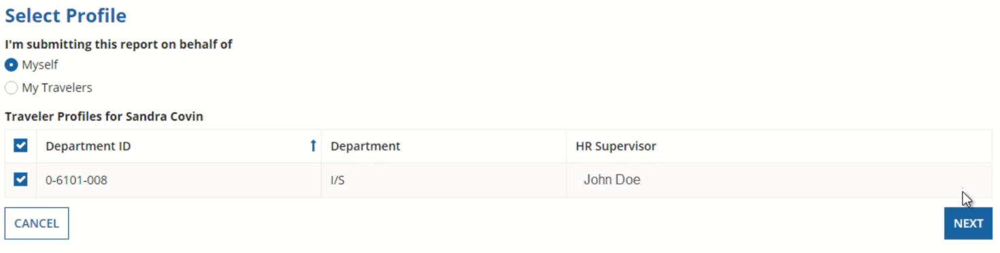 Select Profile
I'm submitting this report on behalf of
Myself
My Travelers
Traveler Profiles for Sandra Covin
Department ID Department HR Supervisor
0-6101-008 I/S John Doe
CANCEL NEXT